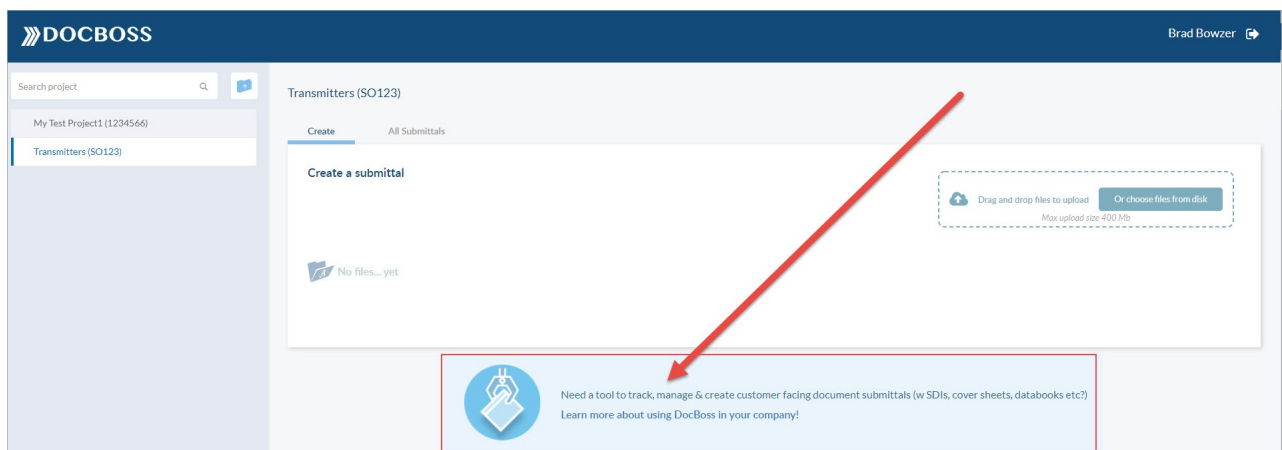 DOCBOSS
Brad Bowzer
Search project
My Test Project1 (1234566)
Transmitters (SO123)
Transmitters (SO123)
Create
All Submittals
Create a submittal
Drag and drop files to upload
Or choose files from disk
Max upload size 400 Mb
No files... yet
Need a tool to track, manage & create customer facing document submittals (w SDIs, cover sheets, databooks etc?)
Learn more about using DocBoss in your company!